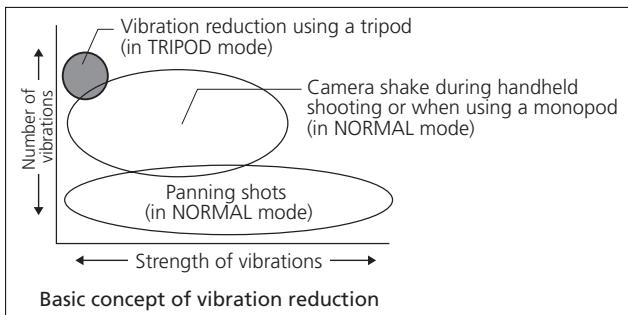 Vibration reduction using a tripod
(in TRIPOD mode)
Camera shake during handheld
shooting or when using a monopod
(in NORMAL mode)
Number of
vibrations
Panning shots
(in NORMAL mode)
Strength of vibrations
Basic concept of vibration reduction